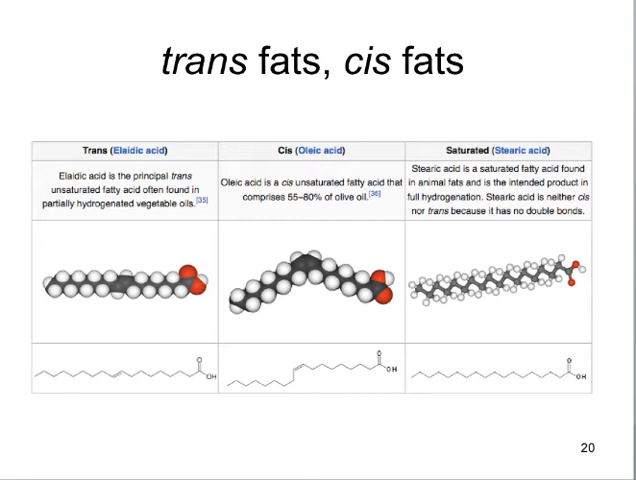 trans fats, cis fats
Trans (Elaidic acid)
Elaidic acid is the principal trans
unsaturated fatty acid often found in
partially hydrogenated vegetable oils.[35]
Cis (Oleic acid)
Oleic acid is a cis unsaturated fatty acid that
comprises 55–80% of olive oil.[36]
Saturated (Stearic acid)
Stearic acid is a saturated fatty acid found
in animal fats and is the intended product in
full hydrogenation. Stearic acid is neither cis
nor trans because it has no double bonds.
O
OH
O
OH
O
OH
20